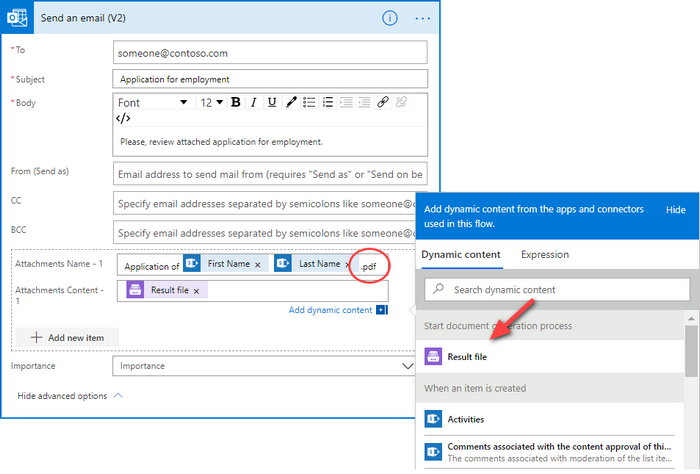 Send an email (V2)
* To
someone@contoso.com
* Subject
Application for employment
* Body
Font 12 B I U
</>
Please, review attached application for employment.
From (Send as)
Email address to send mail from (requires "Send as" or "Send on be
CC
Specify email addresses separated by semicolons like someone@c
BCC
Specify email addresses separated by semicolons like someone@c
Attachments Name - 1
Application of First Name × Last Name × .pdf
Attachments Content -
1
Result file ×
Add dynamic content
Add new item
Importance
Importance
Hide advanced options
Add dynamic content from the apps and connectors
used in this flow.
Hide
Dynamic content Expression
Search dynamic content
Start document generation process
Result file
When an item is created
Activities
Comments associated with the content approval of thi...
The comments associated with moderation of the list ite...